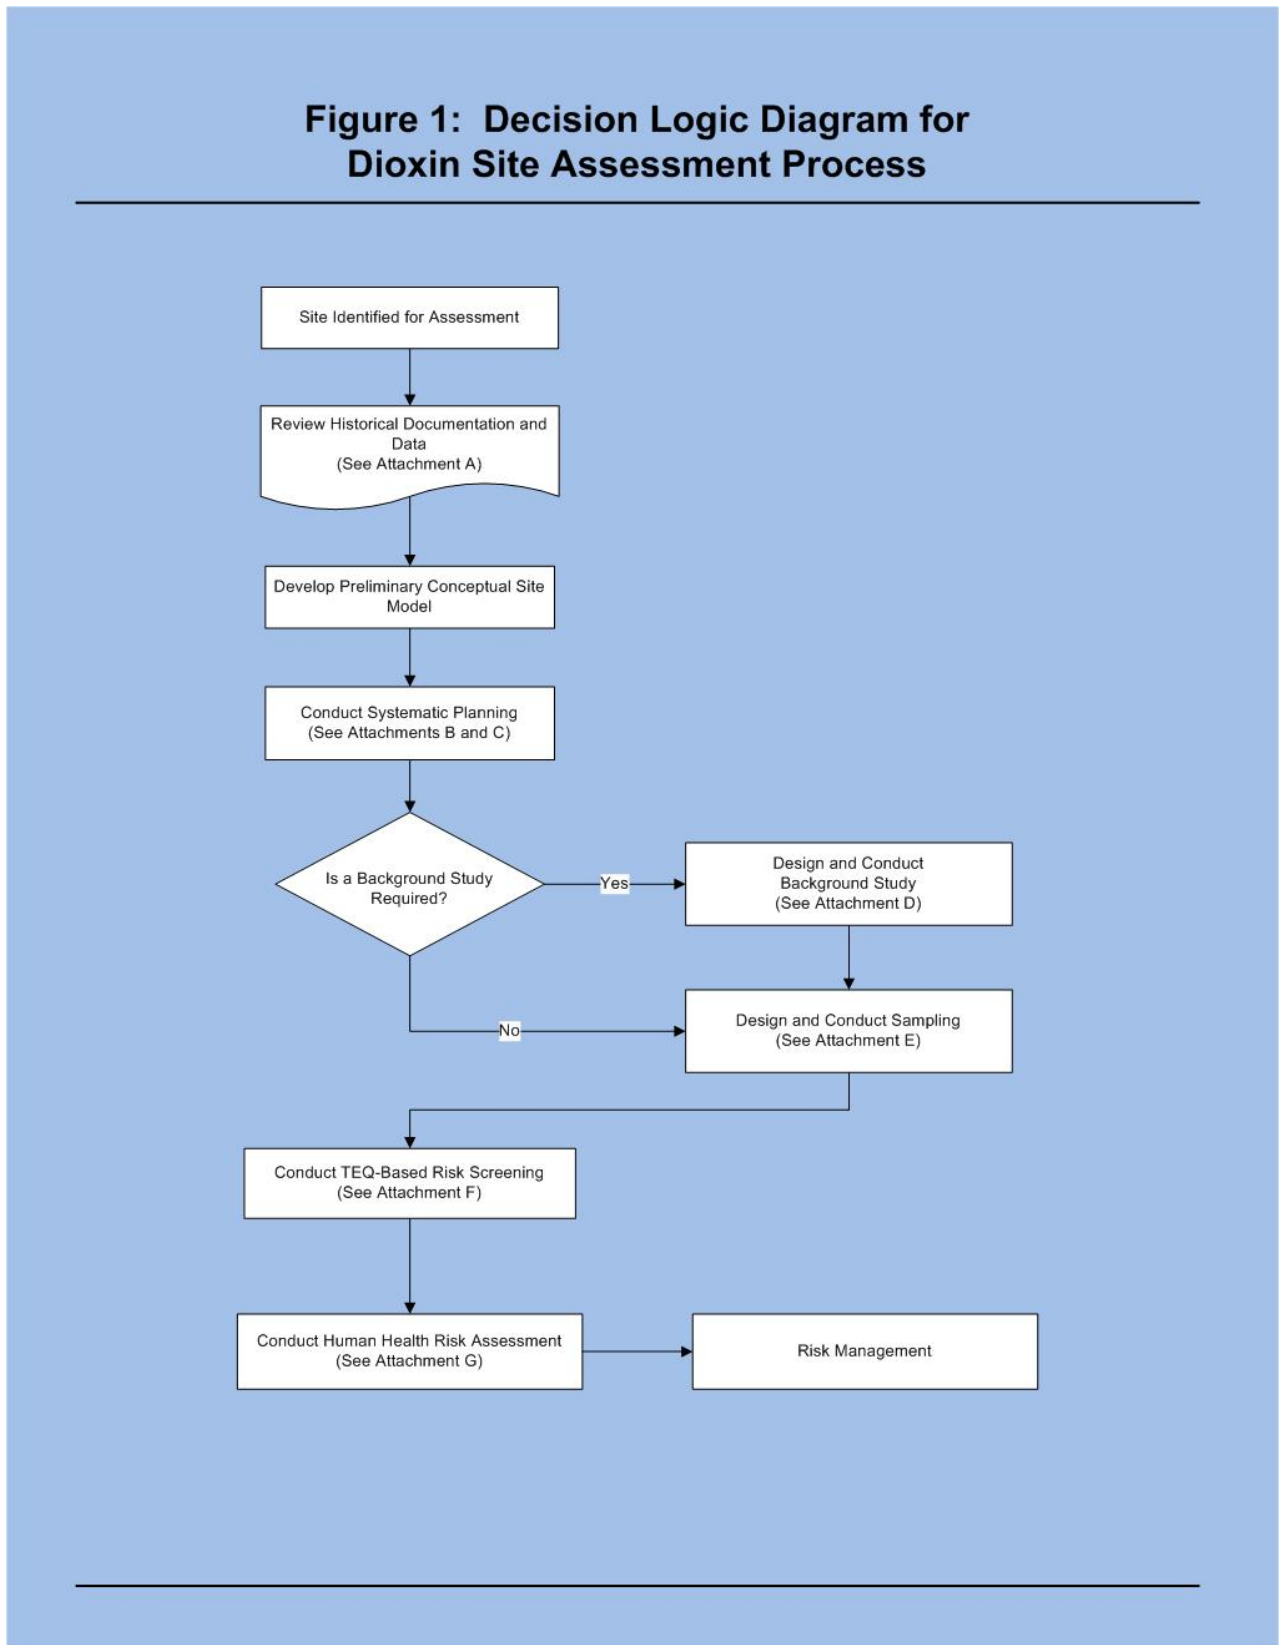 Figure 1: Decision Logic Diagram for
Dioxin Site Assessment Process
Site Identified for Assessment
Review Historical Documentation and
Data
(See Attachment A)
Develop Preliminary Conceptual Site
Model
Conduct Systematic Planning
(See Attachments B and C)
Is a Background Study
Required?
Yes
Design and Conduct
Background Study
(See Attachment D)
No
Design and Conduct Sampling
(See Attachment E)
Conduct TEQ-Based Risk Screening
(See Attachment F)
Conduct Human Health Risk Assessment
(See Attachment G)
Risk Management